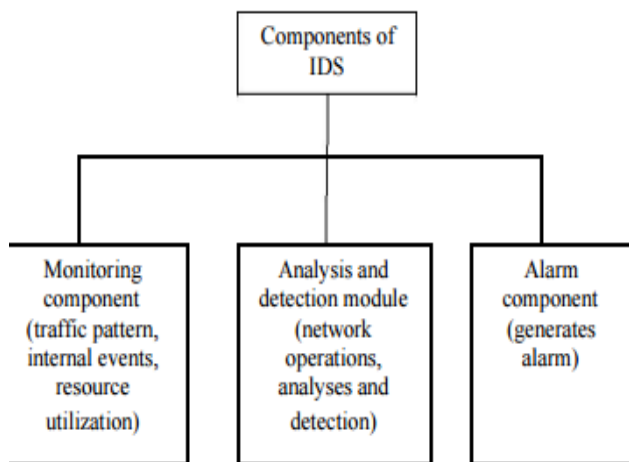 Components of
IDS
Monitoring
component
(traffic pattern,
internal events,
resource
utilization)
Analysis and
detection module
(network
operations,
analyses and
detection)
Alarm
component
(generates
alarm)